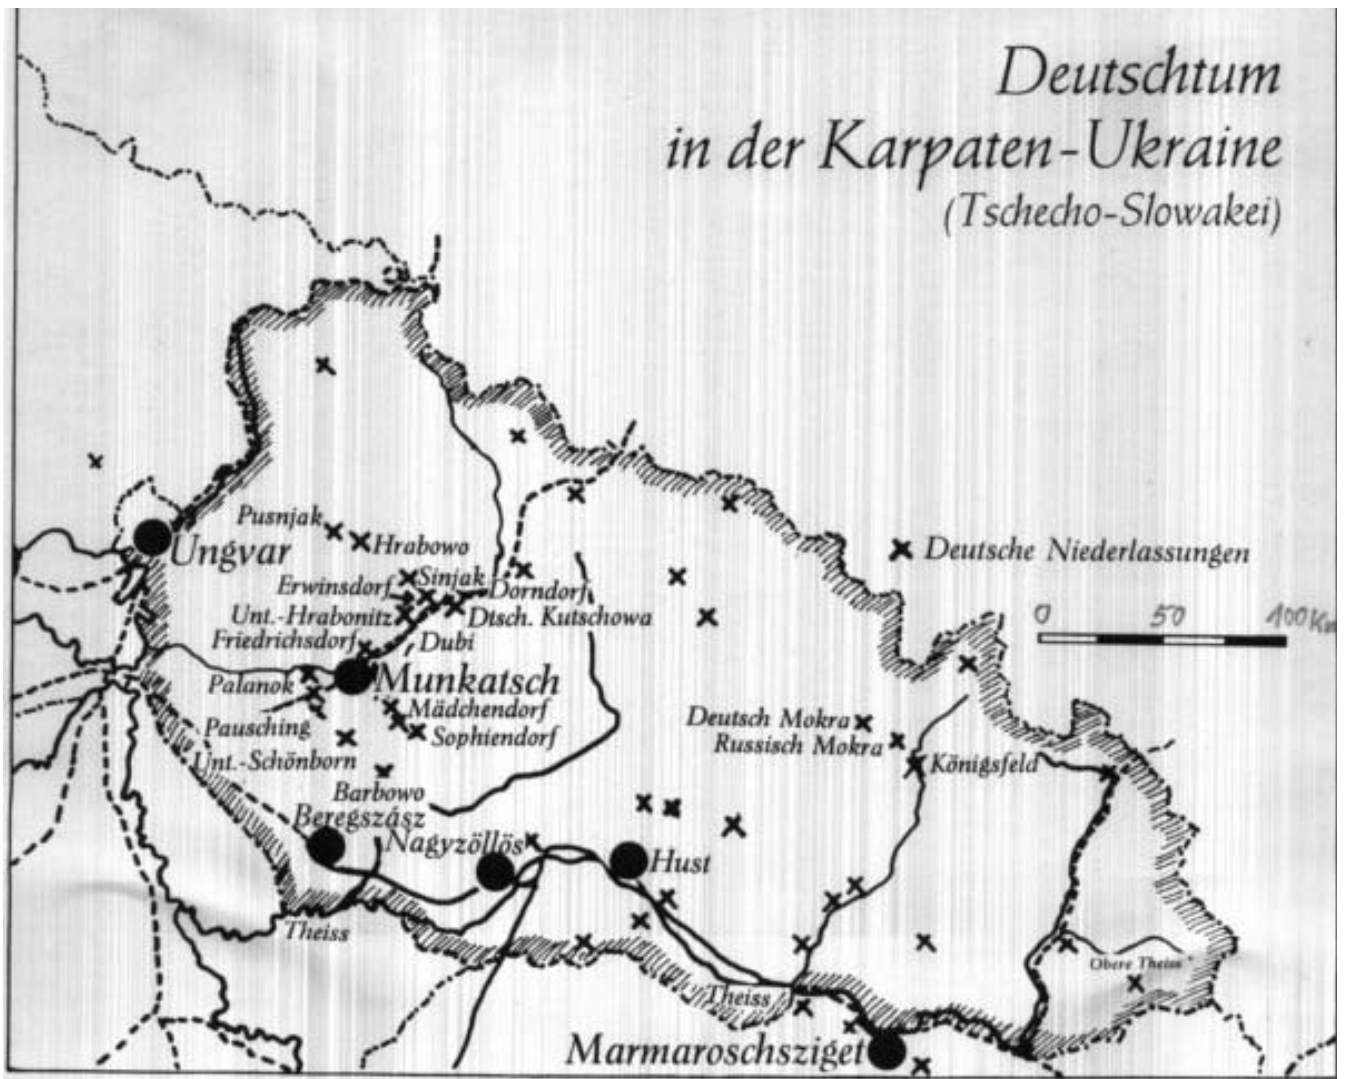 Deutschtum
in der Karpaten-Ukraine
(Tschecho-Slowakei)
Pusnjak
Hrabowo
Ungvar
Deutsche Niederlassungen
Erwinsdorf
Sinjak
Dorndorf
Unt.-Hrabonitz
Dtsch. Kutschowa
0 50 100 Km
Friedrichsdorf
Dubi
Palanok
Munkatsch
Mädchendorf
Pausching
Sophiendorf
Deutsch Mokra
Russisch Mokra
Unt.-Schönborn
Königsfeld
Barbowo
Beregszász
Nagyzöllös
Hust
Theiss
Obere Theiss
Theiss
Marmaroschsziget